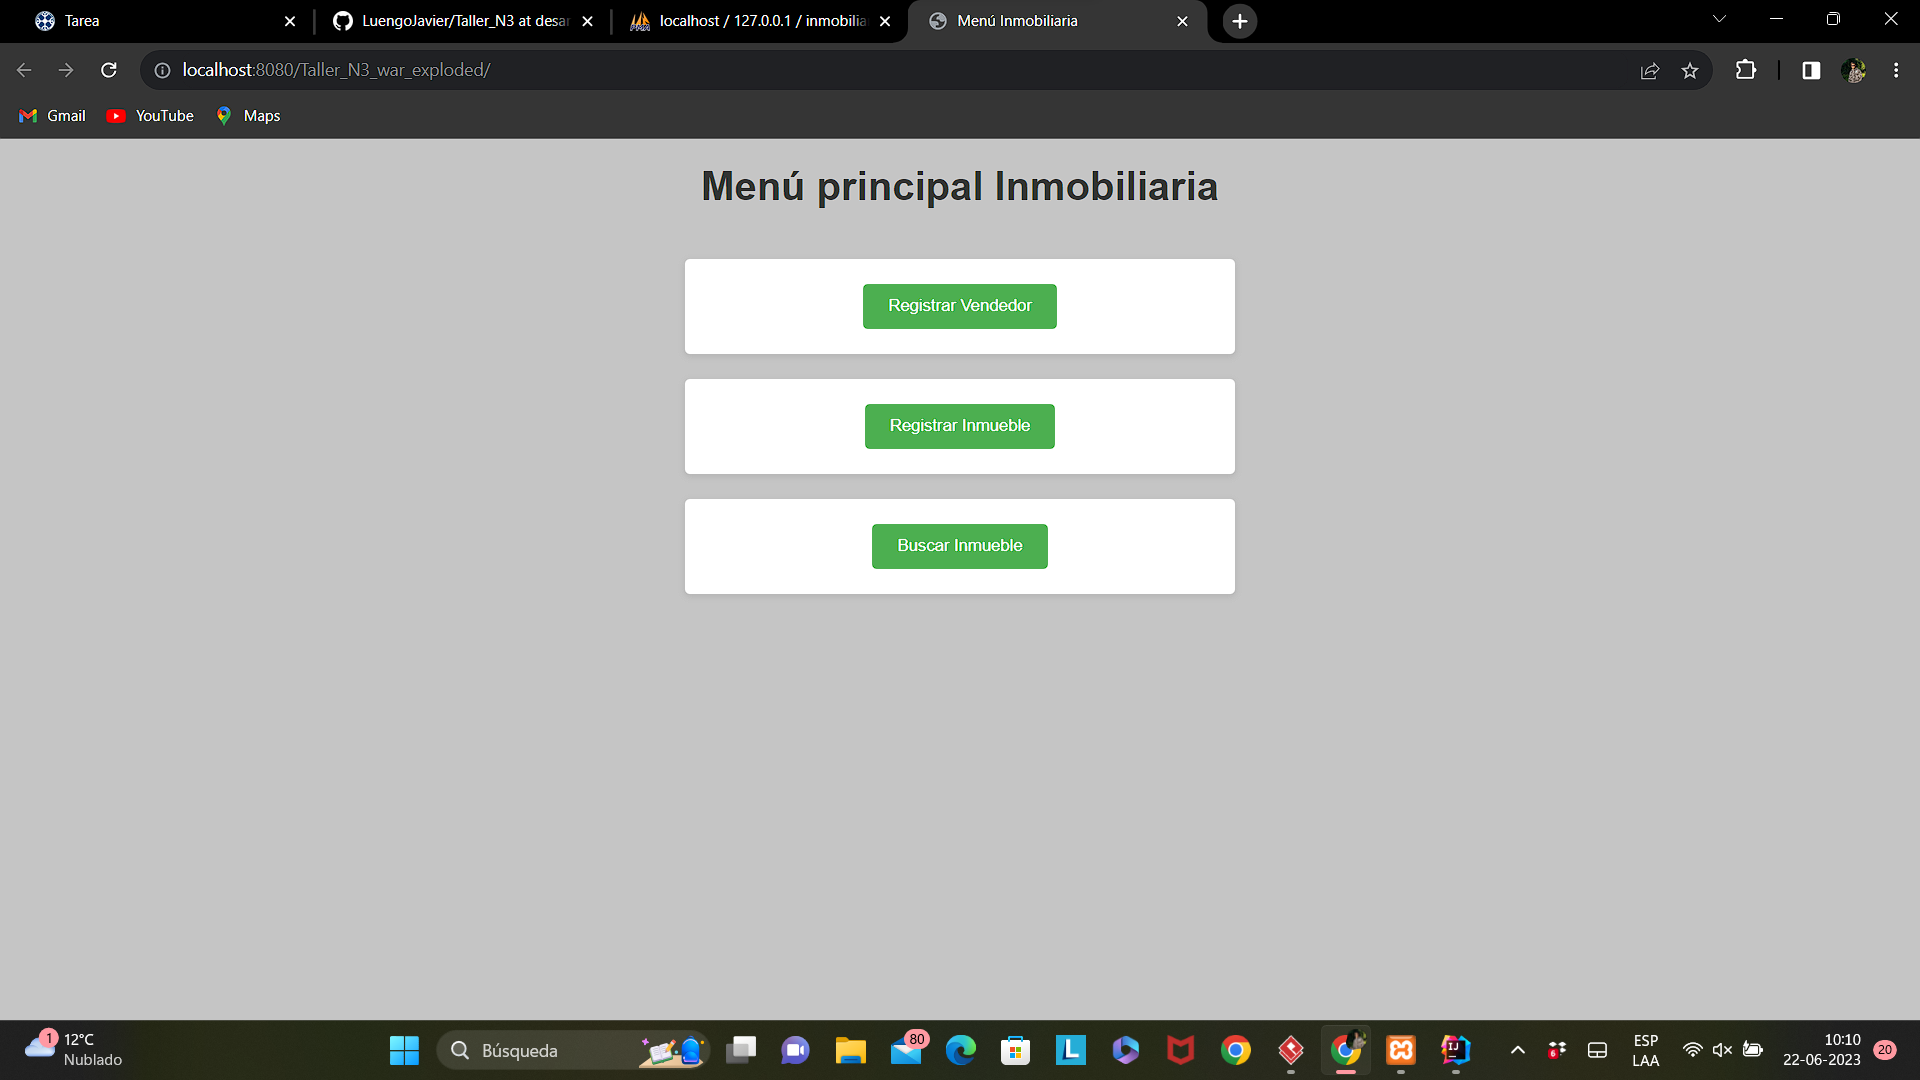 Tarea
LuengoJavier/Taller_N3 at desar
localhost / 127.0.0.1 / inmobilia
Menú Inmobiliaria
localhost:8080/Taller_N3_war_exploded/
Gmail
YouTube
Maps
Menú principal Inmobiliaria
Registrar Vendedor
Registrar Inmueble
Buscar Inmueble
1
12°C
Nublado
Búsqueda
80
L
IJ
6
ESP
LAA
10:10
22-06-2023
20